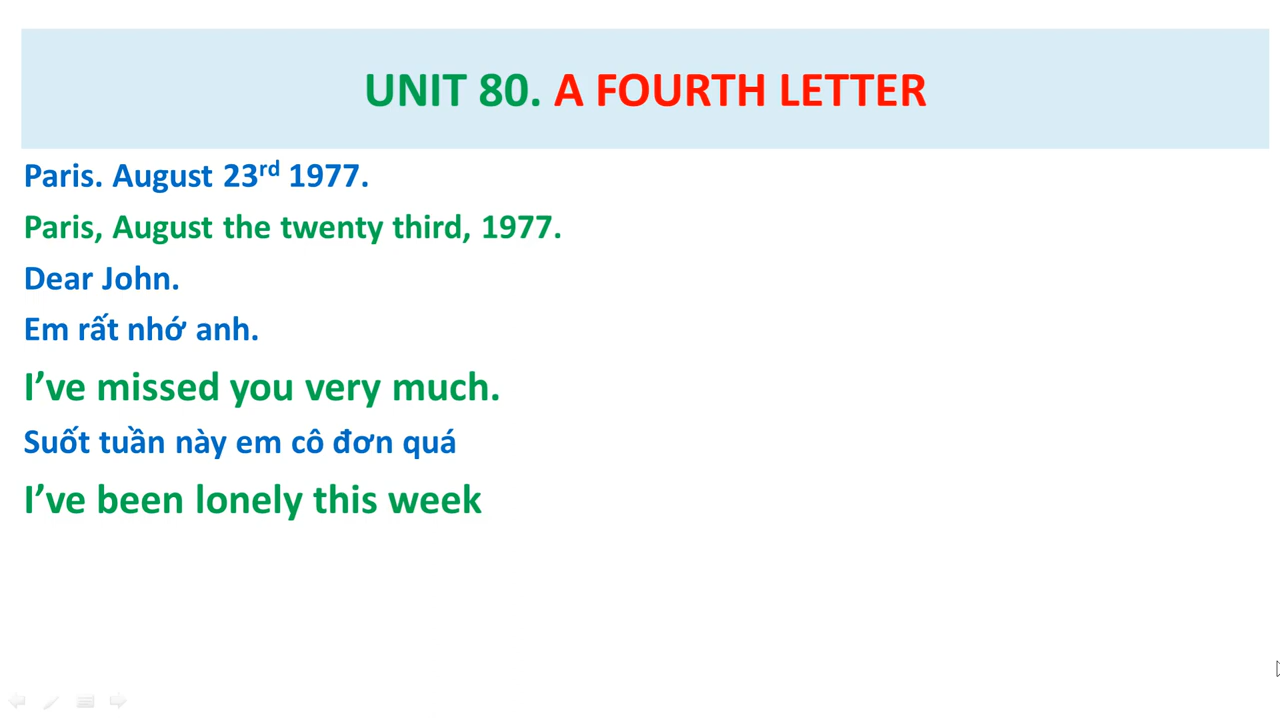 UNIT 80. A FOURTH LETTER
Paris. August 23rd 1977.
Paris, August the twenty third, 1977.
Dear John.
Em rất nhớ anh.
I’ve missed you very much.
Suốt tuần này em cô đơn quá
I’ve been lonely this week